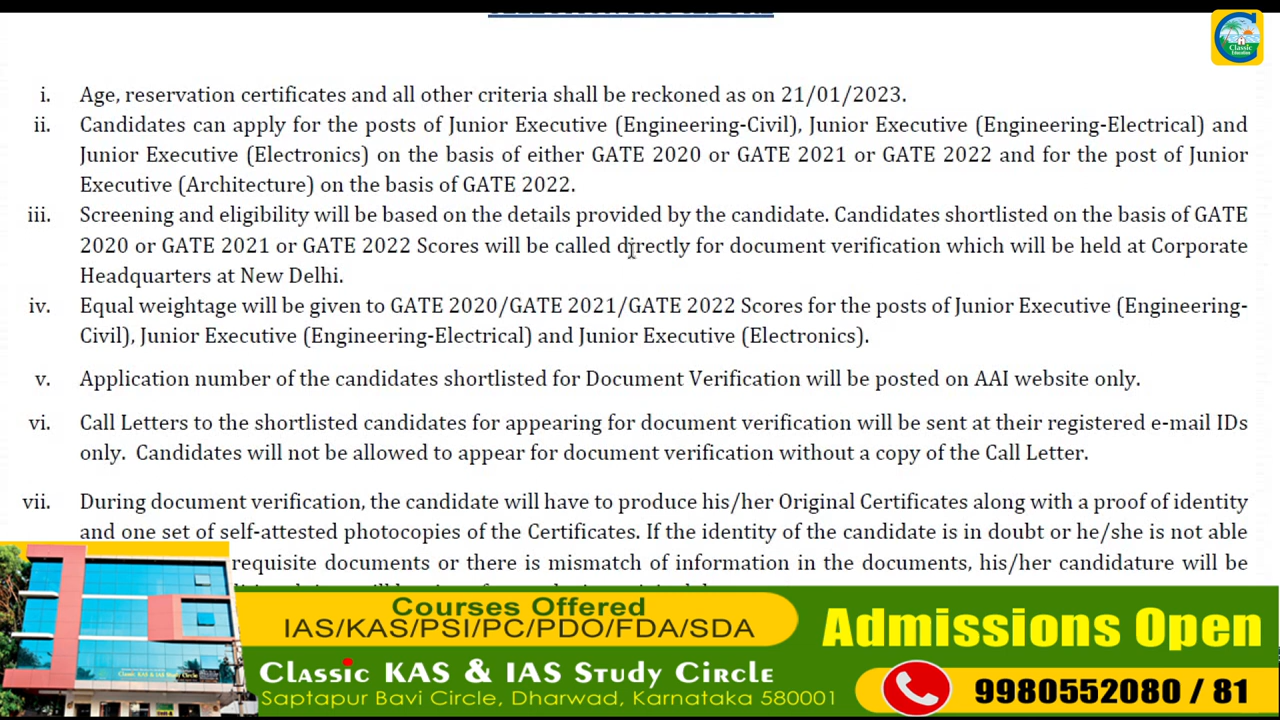 SELECTION PROCEDURE
Classic
Education
i. Age, reservation certificates and all other criteria shall be reckoned as on 21/01/2023.
ii. Candidates can apply for the posts of Junior Executive (Engineering-Civil), Junior Executive (Engineering-Electrical) and
Junior Executive (Electronics) on the basis of either GATE 2020 or GATE 2021 or GATE 2022 and for the post of Junior
Executive (Architecture) on the basis of GATE 2022.
iii. Screening and eligibility will be based on the details provided by the candidate. Candidates shortlisted on the basis of GATE
2020 or GATE 2021 or GATE 2022 Scores will be called directly for document verification which will be held at Corporate
Headquarters at New Delhi.
iv. Equal weightage will be given to GATE 2020/GATE 2021/GATE 2022 Scores for the posts of Junior Executive (Engineering-
Civil), Junior Executive (Engineering-Electrical) and Junior Executive (Electronics).
v. Application number of the candidates shortlisted for Document Verification will be posted on AAI website only.
vi. Call Letters to the shortlisted candidates for appearing for document verification will be sent at their registered e-mail IDs
only. Candidates will not be allowed to appear for document verification without a copy of the Call Letter.
vii. During document verification, the candidate will have to produce his/her Original Certificates along with a proof of identity
and one set of self-attested photocopies of the Certificates. If the identity of the candidate is in doubt or he/she is not able
requisite documents or there is mismatch of information in the documents, his/her candidature will be
Courses Offered
IAS/KAS/PSI/PC/PDO/FDA/SDA
Classic KAS & IAS Study Circle
Saptapur Bavi Circle, Dharwad, Karnataka 580001
Admissions Open
9980552080 / 81